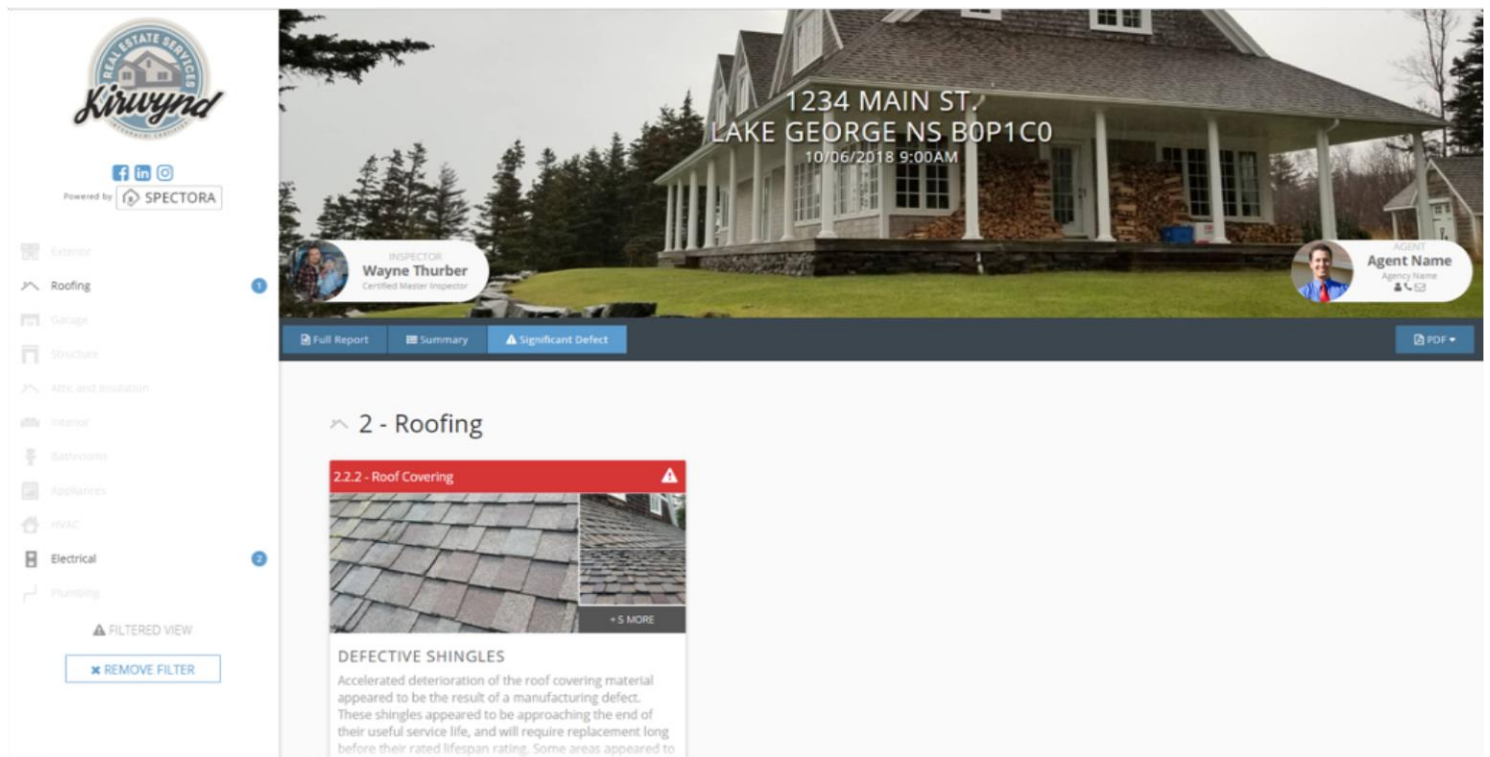 REAL ESTATE SERVICES
Kirwynd
Powered by SPECTORA
Exterior
Roofing 1
Garage
Structure
Attic and Insulation
Interior
Bathrooms
Appliances
HVAC
Electrical 2
Plumbing
FILTERED VIEW
REMOVE FILTER
1234 MAIN ST.
LAKE GEORGE NS B0P1C0
10/06/2018 9:00AM
INSPECTOR
Wayne Thurber
Certified Master Inspector
AGENT
Agent Name
Agency Name
Full Report Summary Significant Defect PDF
2 - Roofing
2.2.2 - Roof Covering
+ 5 MORE
DEFECTIVE SHINGLES
Accelerated deterioration of the roof covering material
appeared to be the result of a manufacturing defect.
These shingles appeared to be approaching the end of
their useful service life, and will require replacement long
before their rated lifespan rating. Some areas appeared to